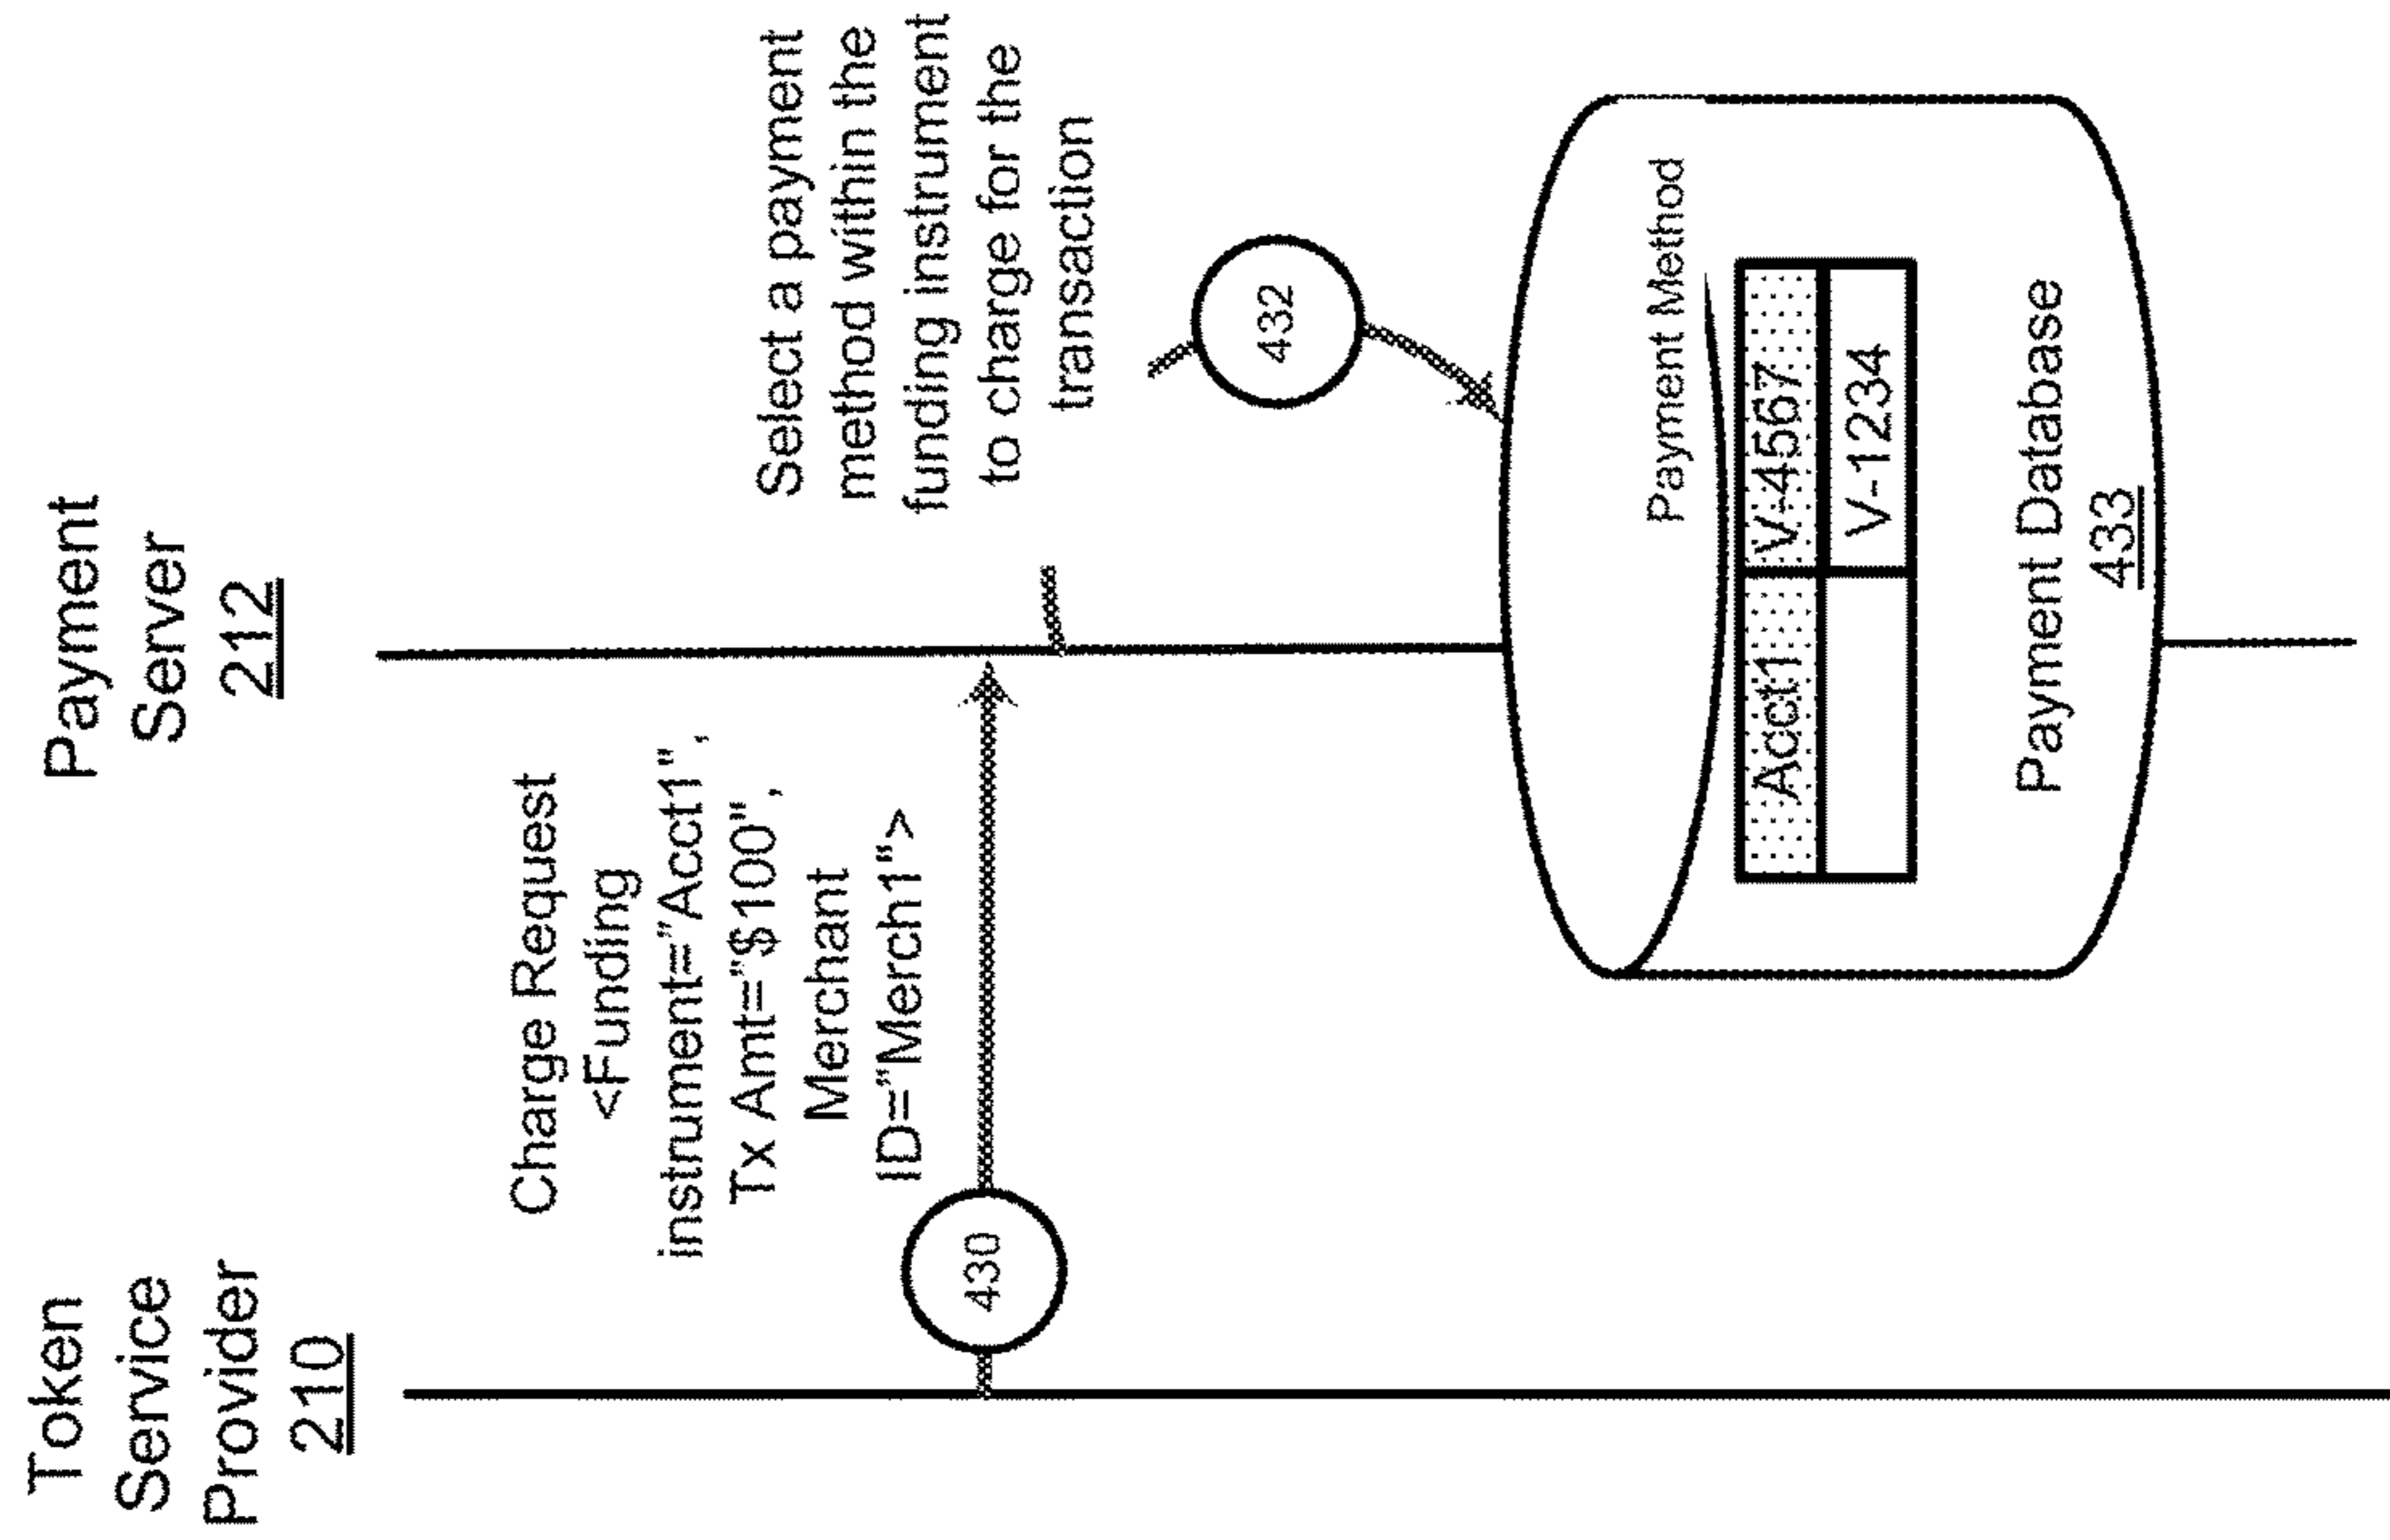 Token
Service
Provider
210
Payment
Server
212
Charge Request
<Funding
instrument="Acct1",
Tx Amt="$100",
Merchant
ID="Merch1">
430
Select a payment
method within the
funding instrument
to charge for the
transaction
432
Payment Method
Acct1 V-4567
V-1234
Payment Database
433